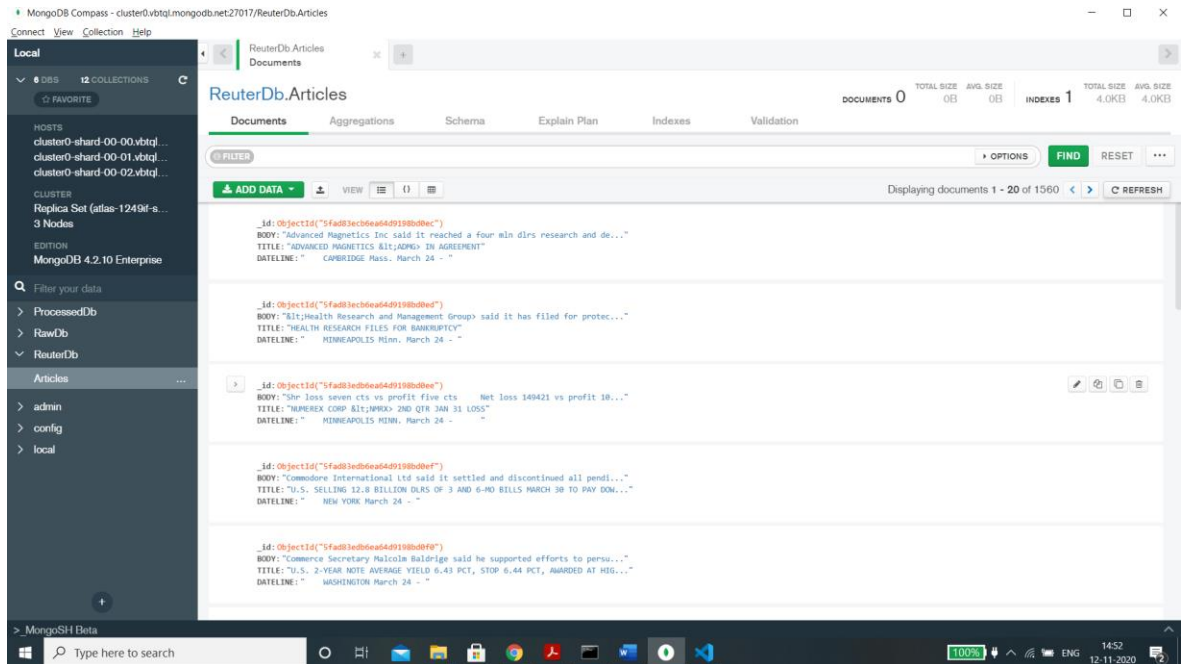 MongoDB Compass - cluster0.vbtql.mongodb.net:27017/ReuterDb.Articles
Connect View Collection Help
Local
6 DBS 12 COLLECTIONS
FAVORITE
HOSTS
cluster0-shard-00-00.vbtql...
cluster0-shard-00-01.vbtql...
cluster0-shard-00-02.vbtql...
CLUSTER
Replica Set (atlas-1249if-s...
3 Nodes
EDITION
MongoDB 4.2.10 Enterprise
Filter your data
ProcessedDb
RawDb
ReuterDb
Articles ...
admin
config
local
ReuterDb.Articles
Documents
ReuterDb.Articles
DOCUMENTS 0 TOTAL SIZE 0B AVG. SIZE 0B INDEXES 1 TOTAL SIZE 4.0KB AVG. SIZE 4.0KB
Documents Aggregations Schema Explain Plan Indexes Validation
FILTER OPTIONS FIND RESET ...
ADD DATA VIEW {} Displaying documents 1 - 20 of 1560 < > REFRESH
_id: ObjectId("5fad83ecb6ea64d9198bd0ec")
BODY: "Advanced Magnetics Inc said it reached a four mln dlrs research and de..."
TITLE: "ADVANCED MAGNETICS &lt;ADMG> IN AGREEMENT"
DATELINE: "    CAMBRIDGE Mass. March 24 - "
_id: ObjectId("5fad83ecb6ea64d9198bd0ed")
BODY: "&lt;Health Research and Management Group> said it has filed for protec..."
TITLE: "HEALTH RESEARCH FILES FOR BANKRUPTCY"
DATELINE: "    MINNEAPOLIS Minn. March 24 - "
_id: ObjectId("5fad83edb6ea64d9198bd0ee")
BODY: "Shr loss seven cts vs profit five cts     Net loss 149421 vs profit 10..."
TITLE: "NUMEREX CORP &lt;NMRX> 2ND QTR JAN 31 LOSS"
DATELINE: "    MINNEAPOLIS MINN. March 24 -     "
_id: ObjectId("5fad83edb6ea64d9198bd0ef")
BODY: "Commodore International Ltd said it settled and discontinued all pendi..."
TITLE: "U.S. SELLING 12.8 BILLION DLRS OF 3 AND 6-MO BILLS MARCH 30 TO PAY DOW..."
DATELINE: "    NEW YORK March 24 - "
_id: ObjectId("5fad83edb6ea64d9198bd0f0")
BODY: "Commerce Secretary Malcolm Baldrige said he supported efforts to persu..."
TITLE: "U.S. 2-YEAR NOTE AVERAGE YIELD 6.43 PCT, STOP 6.44 PCT, AWARDED AT HIG..."
DATELINE: "    WASHINGTON March 24 - "
>_MongoSH Beta
Type here to search
100% ENG 14:52
12-11-2020
2